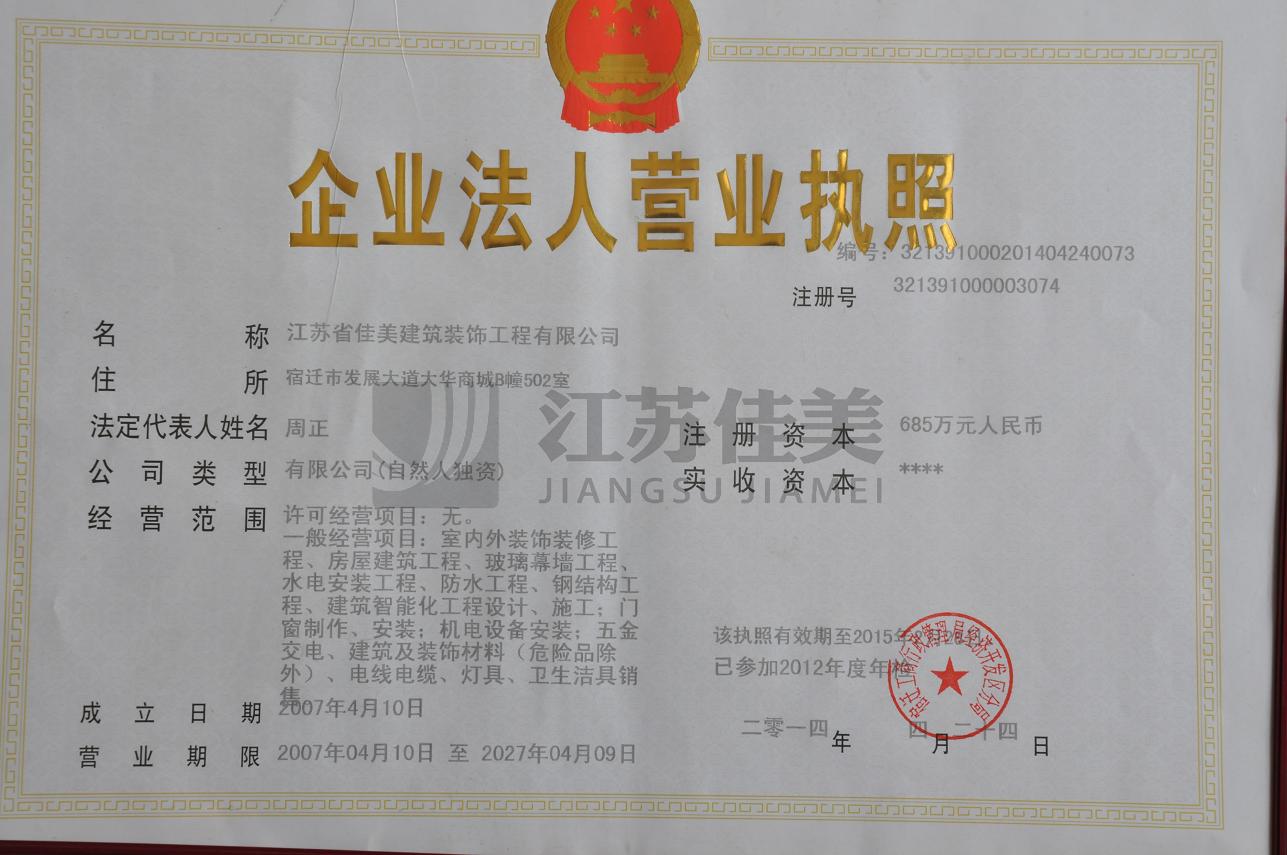 企业法人营业执照
编号：321391000201404240073
注册号 321391000003074
名称 江苏省佳美建筑装饰工程有限公司
住所 宿迁市发展大道大华商城B幢502室
江苏佳美
JIANGSU JIAMEI
法定代表人姓名 周正
注册资本 685万元人民币
公司类型 有限公司(自然人独资)
实收资本 ****
经营范围 许可经营项目：无。
一般经营项目：室内外装饰装修工
程、房屋建筑工程、玻璃幕墙工程、
水电安装工程、防水工程、钢结构工
程、建筑智能化工程设计、施工；门
窗制作、安装；机电设备安装；五金
交电、建筑及装饰材料（危险品除
外）、电线电缆、灯具、卫生洁具销
售
该执照有效期至2015年
已参加2012年度年检
成立日期 2007年4月10日
二零一四年四月二十四日
营业期限 2007年04月10日 至 2027年04月09日